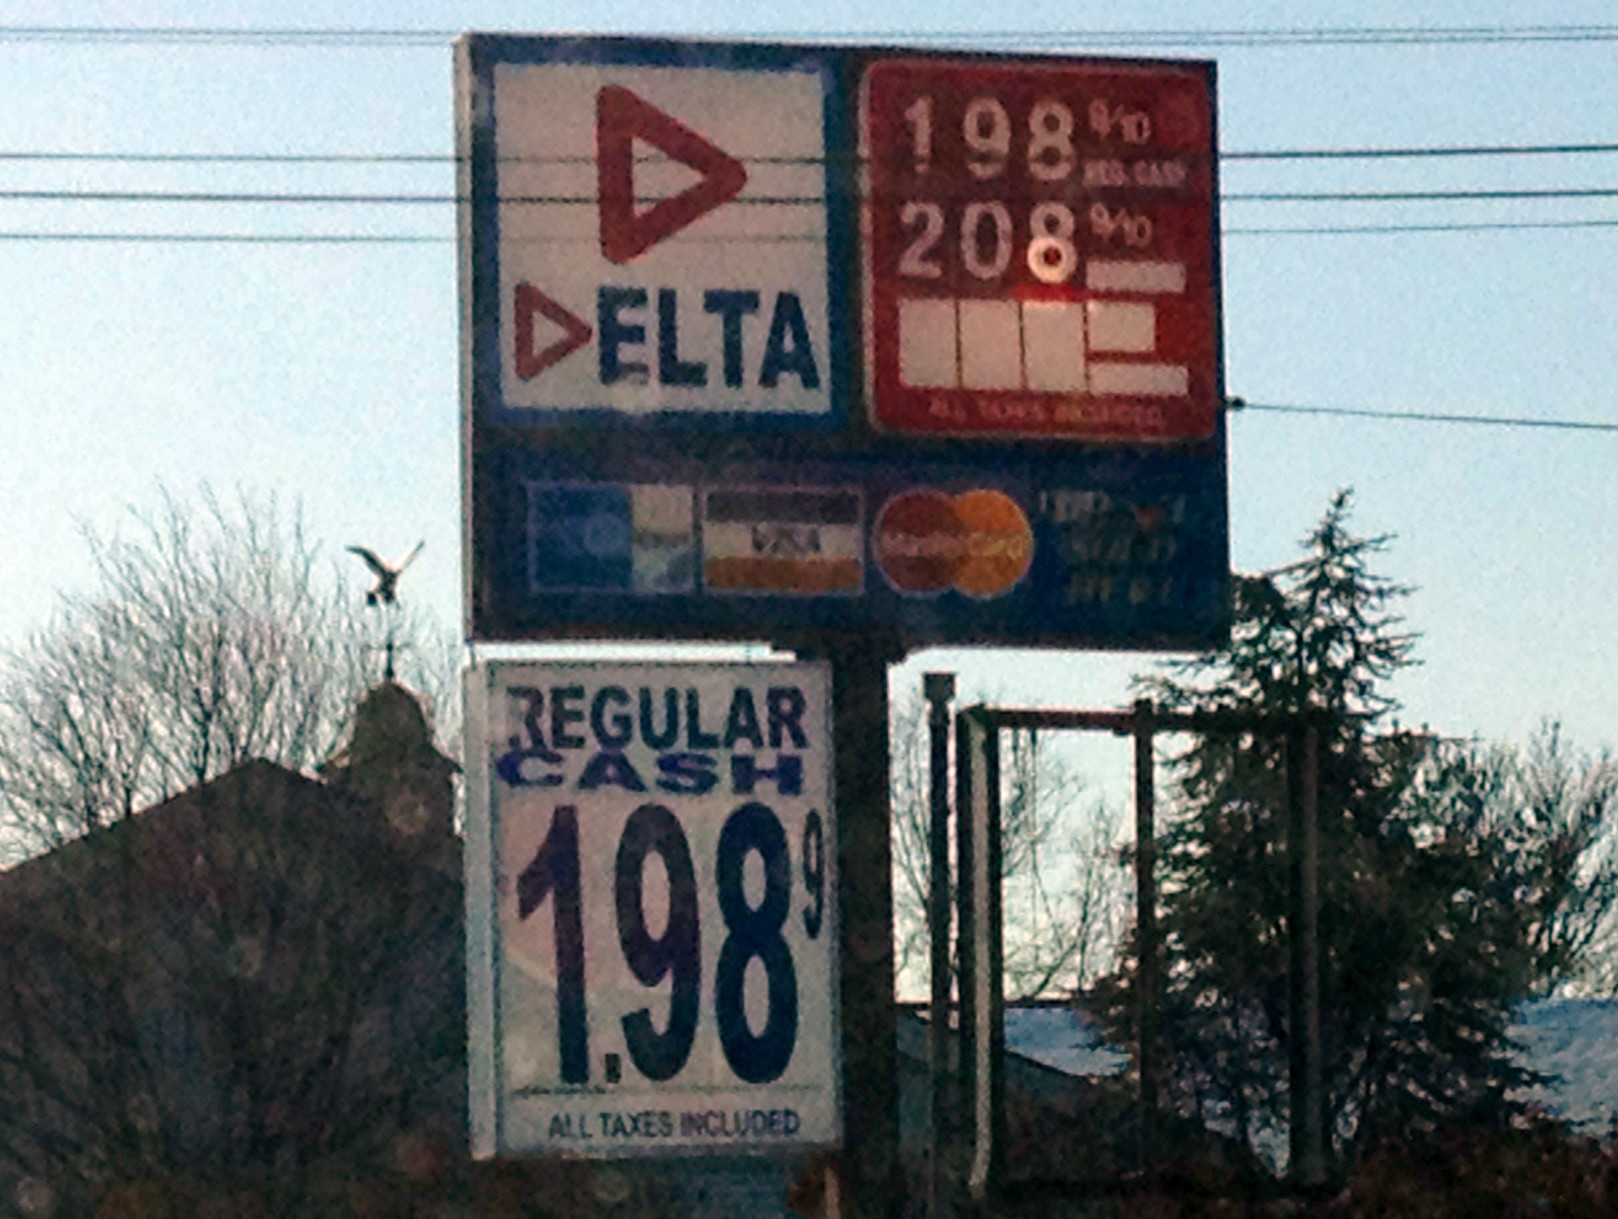 DELTA
198 9/10
REG. CASH
208 9/10
ALL TAXES INCLUDED
VISA
MasterCard
REGULAR
CASH
1.98 9
ALL TAXES INCLUDED